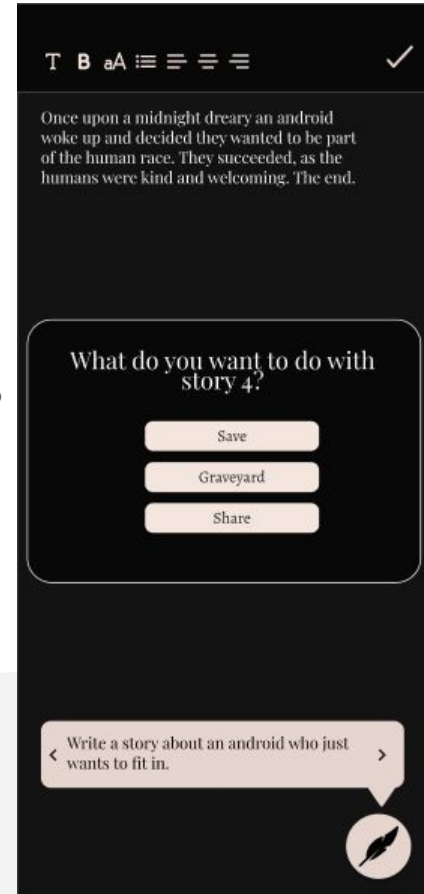 T B aA
Once upon a midnight dreary an android
woke up and decided they wanted to be part
of the human race. They succeeded, as the
humans were kind and welcoming. The end.
What do you want to do with
story 4?
Save
Graveyard
Share
Write a story about an android who just
wants to fit in.